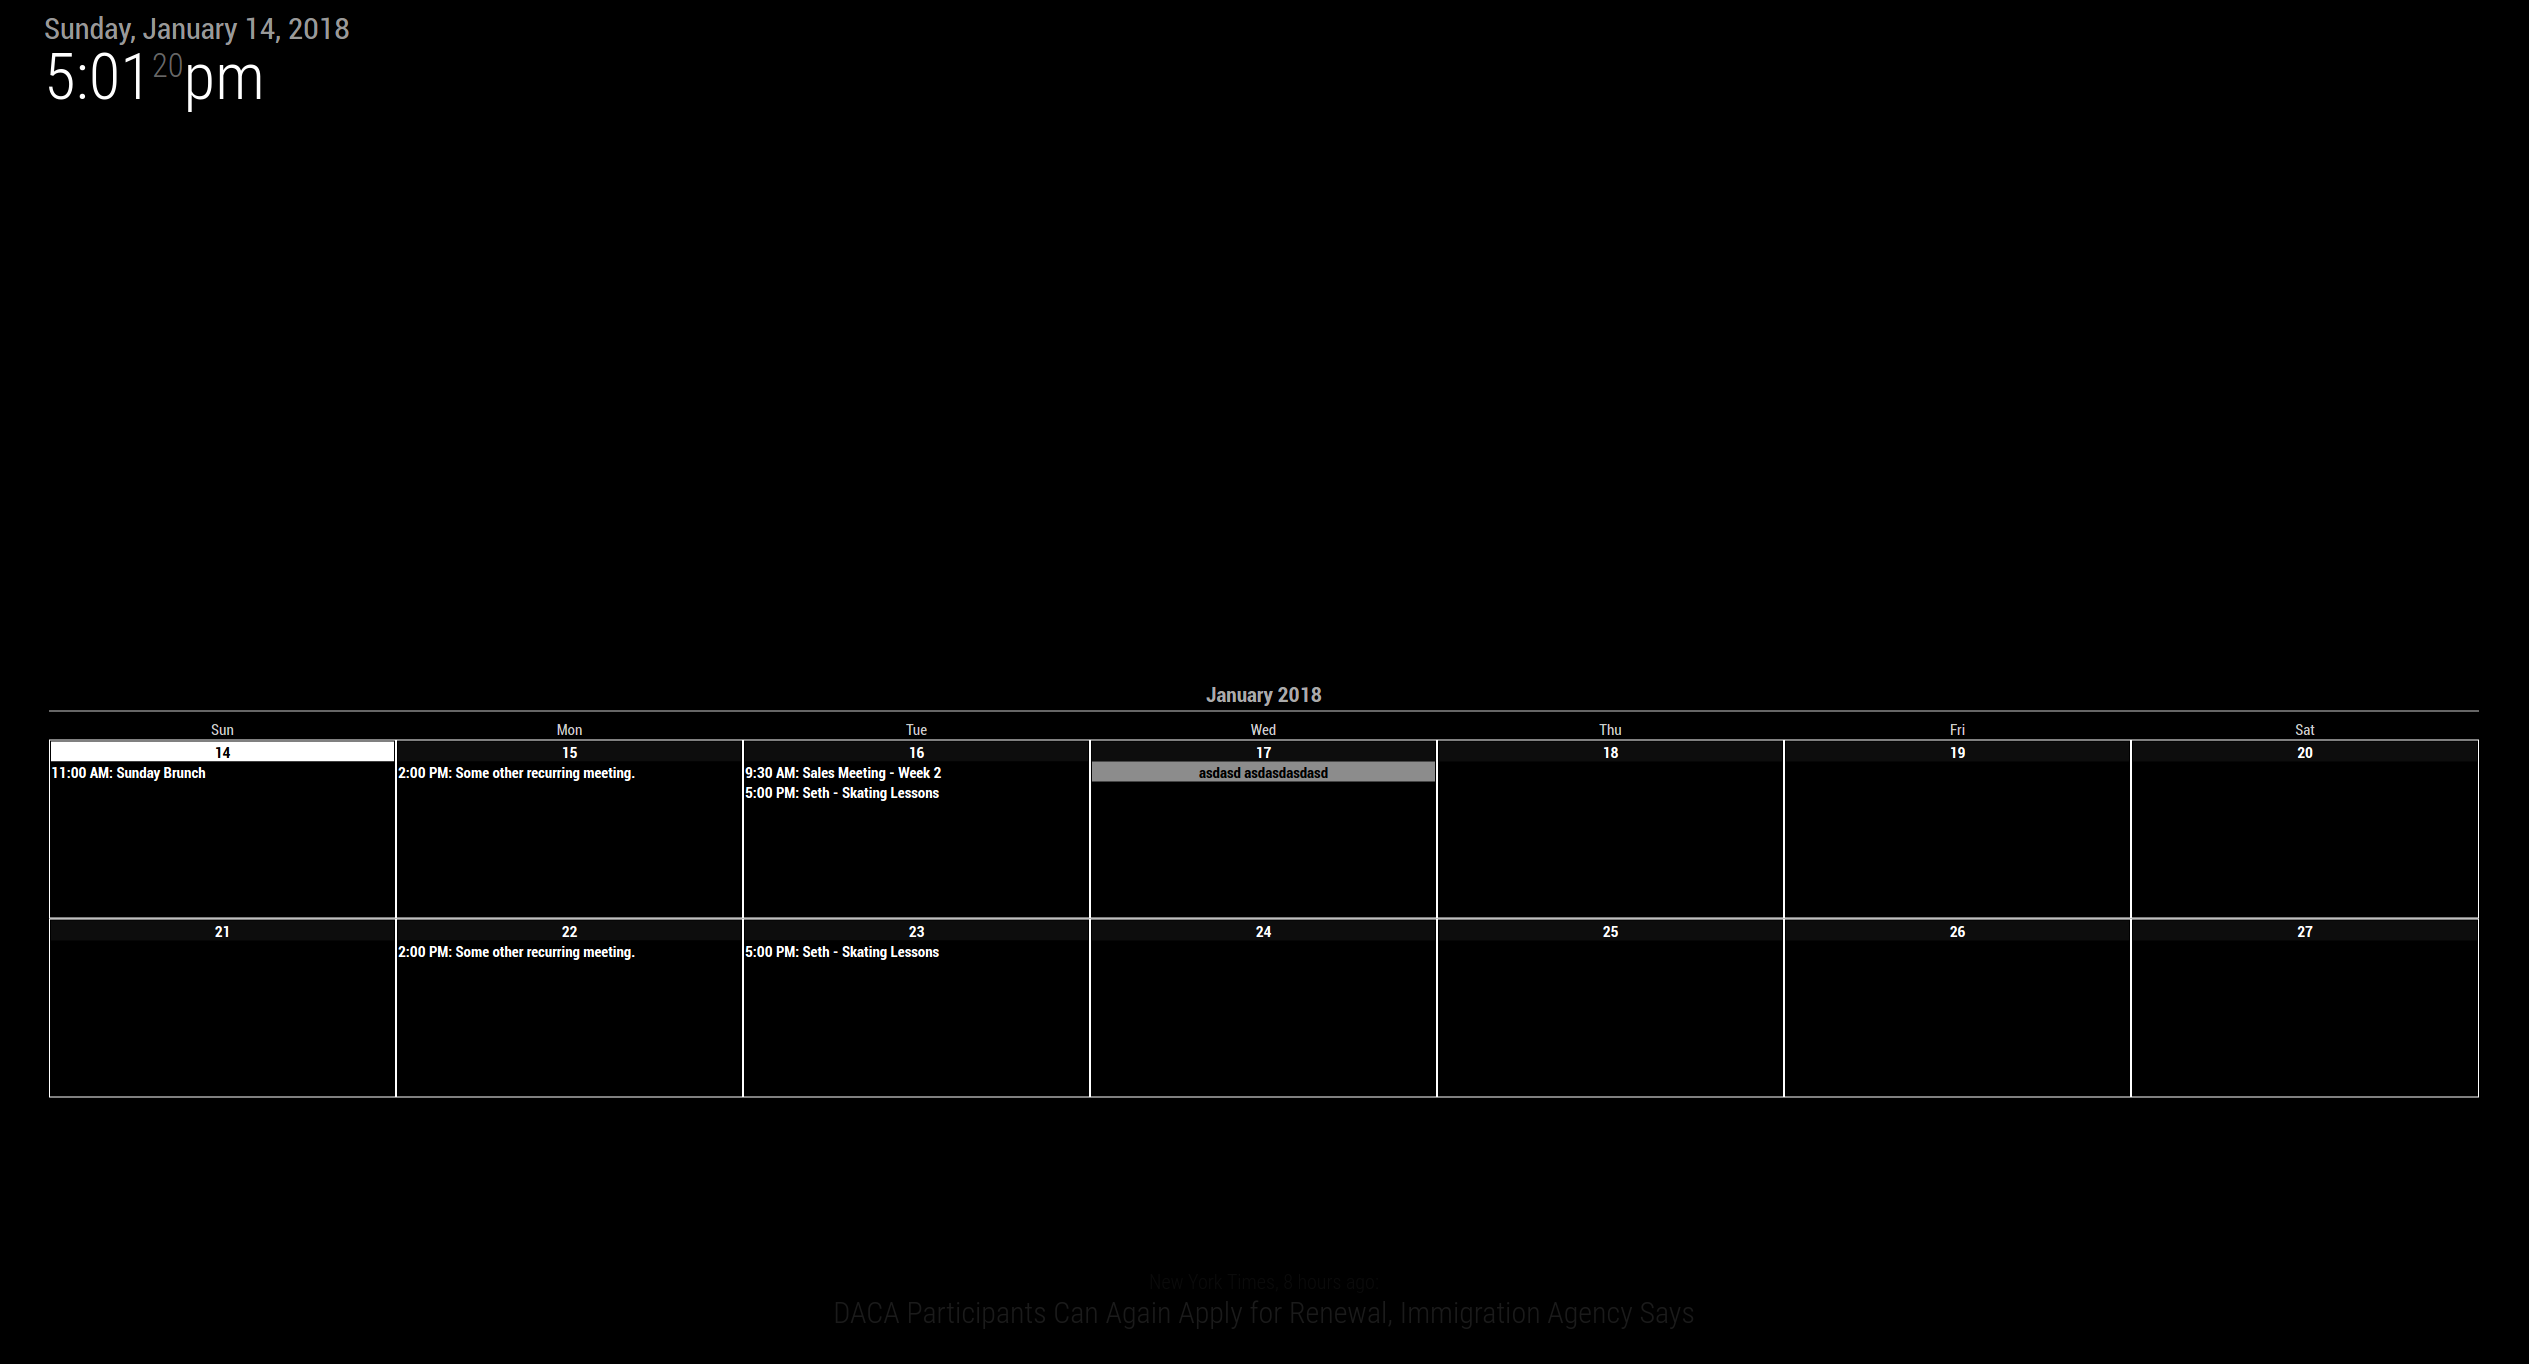 Sunday, January 14, 2018
5:01 20 pm
January 2018
Sun Mon Tue Wed Thu Fri Sat
14 15 16 17 18 19 20
11:00 AM: Sunday Brunch 2:00 PM: Some other recurring meeting. 9:30 AM: Sales Meeting - Week 2 asdasd asdasdasdasd
5:00 PM: Seth - Skating Lessons
21 22 23 24 25 26 27
2:00 PM: Some other recurring meeting. 5:00 PM: Seth - Skating Lessons
New York Times, 8 hours ago:
DACA Participants Can Again Apply for Renewal, Immigration Agency Says